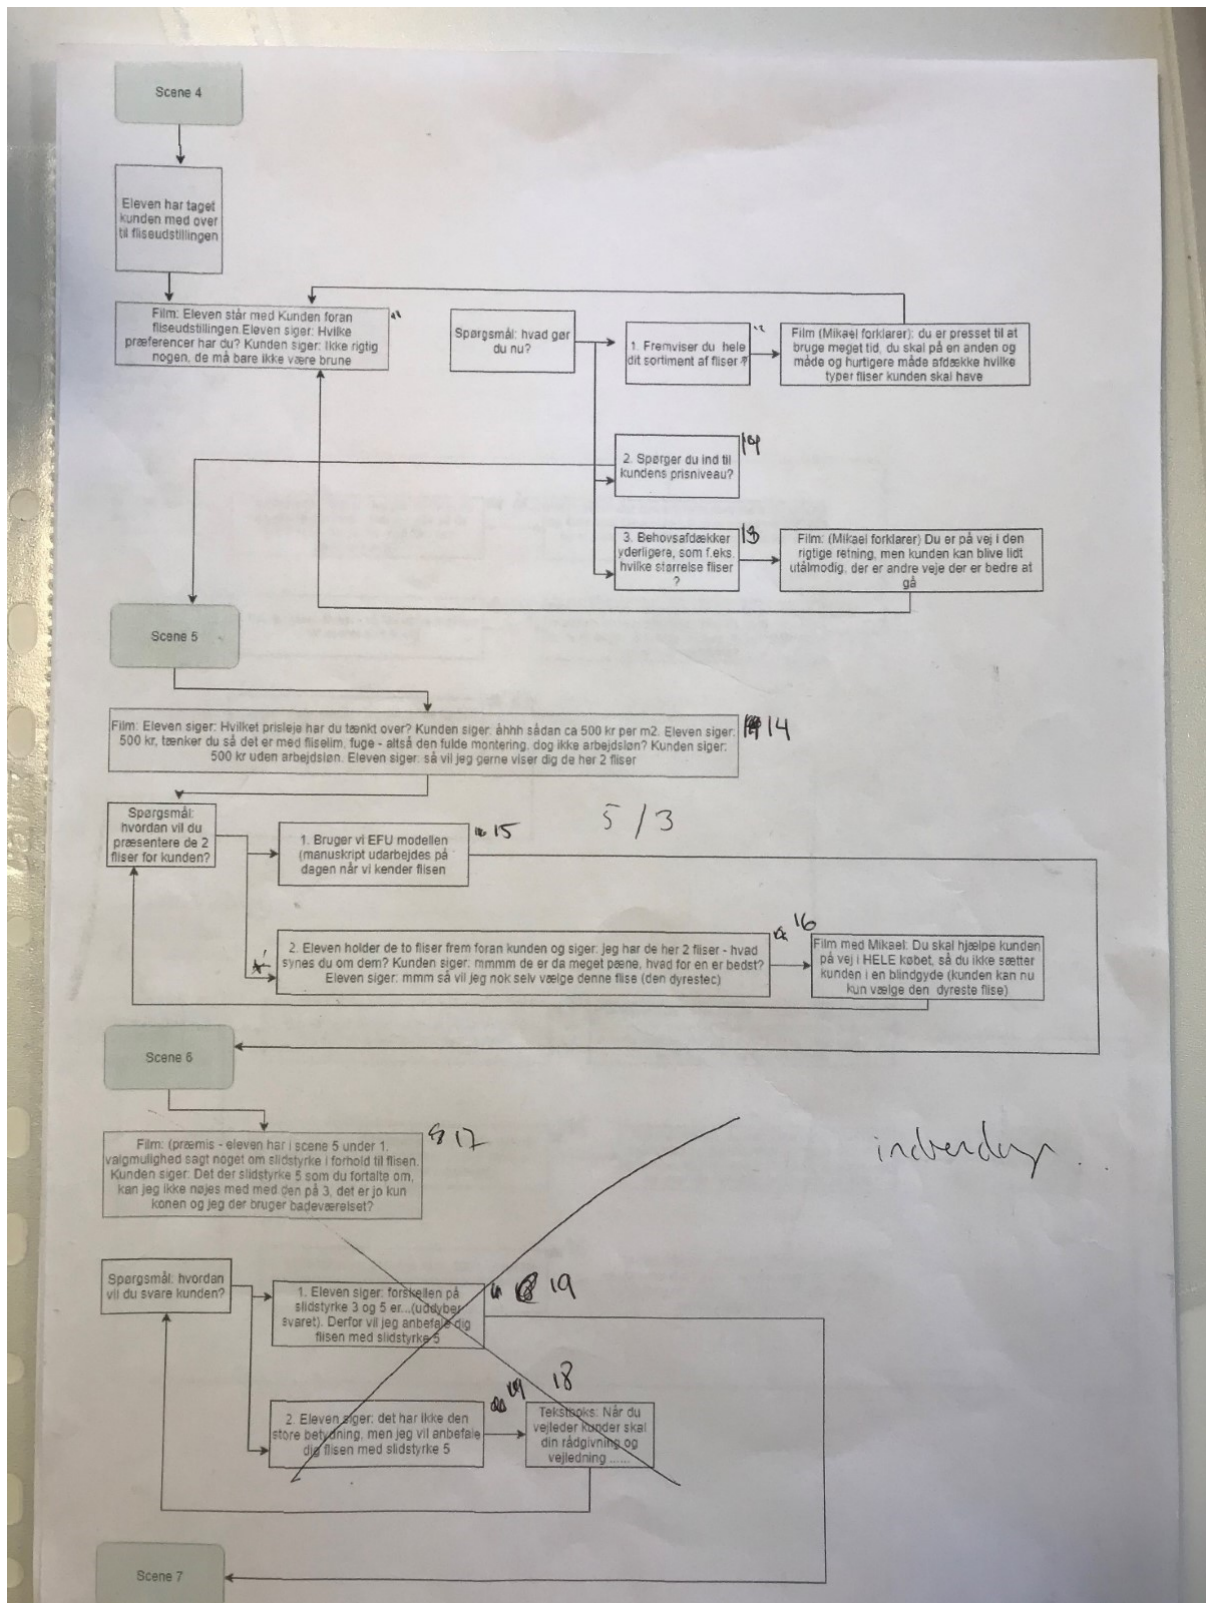 Scene 4
Eleven har taget
kunden med over
til fliseudstillingen
Film: Eleven står med Kunden foran
fliseudstillingen.Eleven siger: Hvilke
præferencer har du? Kunden siger: Ikke rigtig
nogen, de må bare ikke være brune
Spørgsmål: hvad gør
du nu?
1. Fremviser du hele
dit sortiment af fliser ?
Film (Mikael forklarer): du er presset til at
bruge meget tid, du skal på en anden og
måde og hurtigere måde afdække hvilke
typer fliser kunden skal have
2. Spørger du ind til
kundens prisniveau?
3. Behovsafdækker
yderligere, som f.eks.
hvilke størrelse fliser
?
13
Film: (Mikael forklarer) Du er på vej i den
rigtige retning, men kunden kan blive lidt
utålmodig, der er andre veje der er bedre at
gå
Scene 5
Film: Eleven siger: Hvilket prisleje har du tænkt over? Kunden siger: åhhh sådan ca 500 kr per m2. Eleven siger:
500 kr, tænker du så det er med fliselim, fuge - altså den fulde montering, dog ikke arbejdsløn? Kunden siger:
500 kr uden arbejdsløn. Eleven siger: så vil jeg gerne viser dig de her 2 fliser
14
Spørgsmål:
hvordan vil du
præsentere de 2
fliser for kunden?
1. Bruger vi EFU modellen
(manuskript udarbejdes på
dagen når vi kender flisen
15
5 / 3
2. Eleven holder de to fliser frem foran kunden og siger: jeg har de her 2 fliser - hvad
synes du om dem? Kunden siger: mmmm de er da meget pæne, hvad for en er bedst?
Eleven siger: mmm så vil jeg nok selv vælge denne flise (den dyrestec)
16
Film med Mikael: Du skal hjælpe kunden
på vej i HELE købet, så du ikke sætter
kunden i en blindgyde (kunden kan nu
kun vælge den dyreste flise)
Scene 6
Film: (præmis - eleven har i scene 5 under 1.
valgmulighed sagt noget om slidstyrke i forhold til flisen.
Kunden siger: Det der slidstyrke 5 som du fortalte om,
kan jeg ikke nøjes med med den på 3, det er jo kun
konen og jeg der bruger badeværelset?
17
Spørgsmål: hvordan
vil du svare kunden?
1. Eleven siger: forskellen på
slidstyrke 3 og 5 er...(uddyber
svaret). Derfor vil jeg anbefale dig
flisen med slidstyrke 5
19
2. Eleven siger: det har ikke den
store betydning, men jeg vil anbefale
dig flisen med slidstyrke 5
18
Tekstboks: Når du
vejleder kunder skal
din rådgivning og
vejledning ......
Scene 7